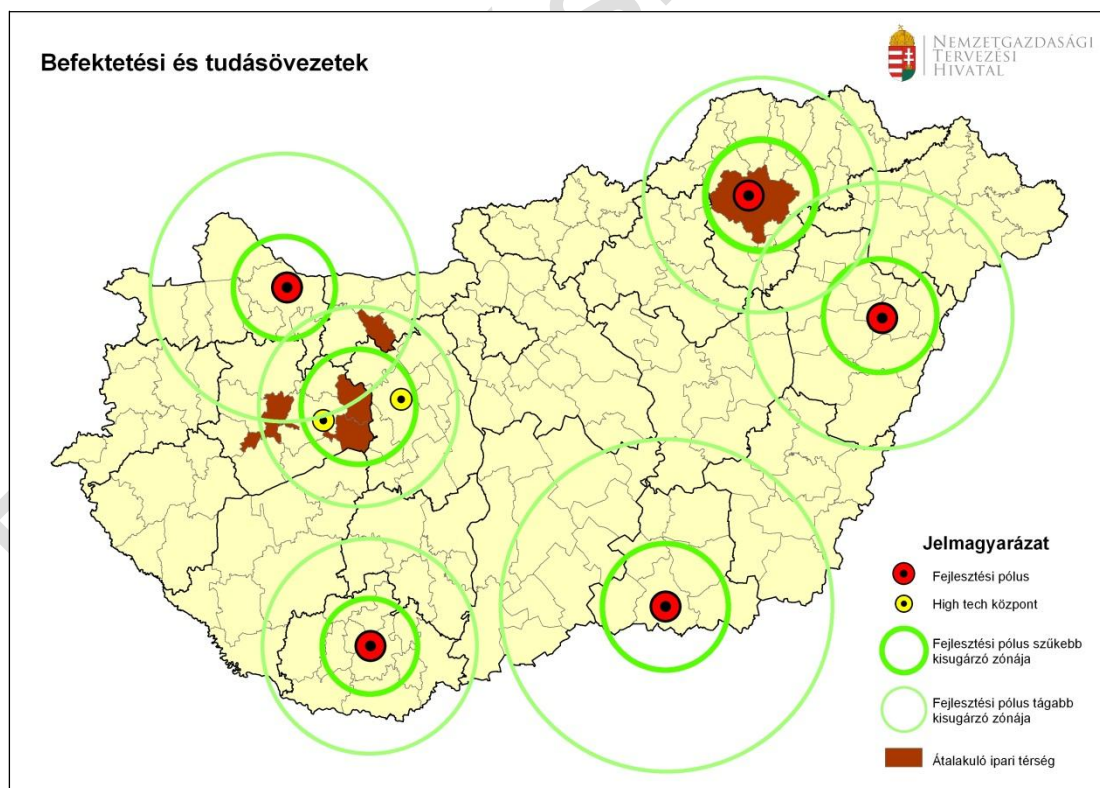 Befektetési és tudásövezetek
NEMZETGAZDASÁGI
TERVEZÉSI
HIVATAL
Jelmagyarázat
Fejlesztési pólus
High tech központ
Fejlesztési pólus szűkebb
kisugárzó zónája
Fejlesztési pólus tágabb
kisugárzó zónája
Átalakuló ipari térség